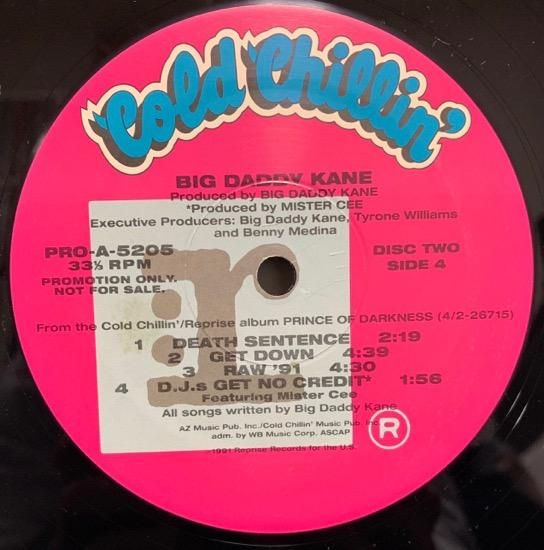 Cold Chillin'
BIG DADDY KANE
Produced by BIG DADDY KANE
*Produced by MISTER CEE
Executive Producers: Big Daddy Kane, Tyrone Williams
and Benny Medina
PRO-A-5205
33⅓ RPM
PROMOTION ONLY.
NOT FOR SALE.
DISC TWO
SIDE 4
:r
From the Cold Chillin'/Reprise album PRINCE OF DARKNESS (4/2-26715)
1 DEATH SENTENCE 2:19
2 GET DOWN 4:39
3 RAW '91 4:30
4 D.J.s GET NO CREDIT* 1:56
Featuring Mister Cee
All songs written by Big Daddy Kane
AZ Music Pub. Inc./Cold Chillin' Music Pub. Inc.
adm. by WB Music Corp. ASCAP
R
1991 Reprise Records for the U.S.